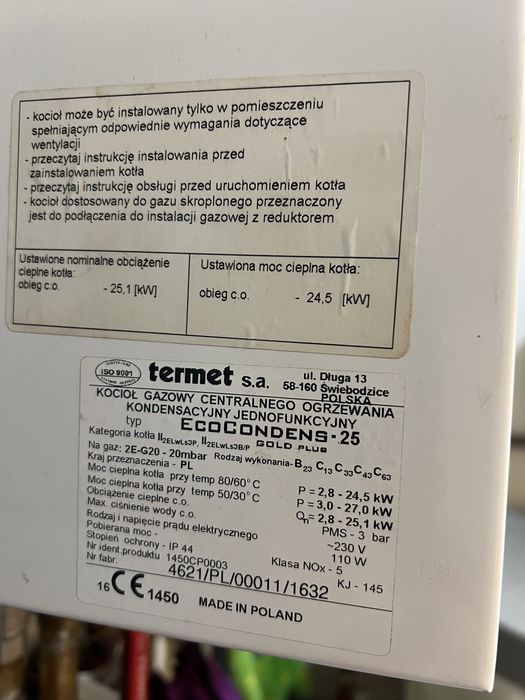 - kocioł może być instalowany tylko w pomieszczeniu
spełniającym odpowiednie wymagania dotyczące
wentylacji
- przeczytaj instrukcję instalowania przed
zainstalowaniem kotła
- przeczytaj instrukcję obsługi przed uruchomieniem kotła
- kocioł dostosowany do gazu skroplonego przeznaczony
jest do podłączenia do instalacji gazowej z reduktorem
Ustawione nominalne obciążenie
cieplne kotła:
obieg c.o. - 25,1 [kW]
Ustawiona moc cieplna kotła:
obieg c.o. - 24,5 [kW]
ISO 9001
termet s.a.
ul. Długa 13
58-160 Świebodzice
POLSKA
KOCIOŁ GAZOWY CENTRALNEGO OGRZEWANIA
KONDENSACYJNY JEDNOFUNKCYJNY
typ ECOCONDENS-25
GOLD PLUS
Kategoria kotła II2ELwLs3P, II2ELwLs3B/P
Na gaz: 2E-G20 - 20mbar Rodzaj wykonania- B23 C13 C33 C43 C63
Kraj przeznaczenia - PL
Moc cieplna kotła przy temp 80/60° C P = 2,8 - 24,5 kW
Moc cieplna kotła przy temp 50/30° C P = 3,0 - 27,0 kW
Obciążenie cieplne c.o. Qn= 2,8 - 25,1 kW
Max. ciśnienie wody c.o. PMS - 3 bar
Rodzaj i napięcie prądu elektrycznego ~230 V
Pobierana moc - 110 W
Stopień ochrony - IP 44 Klasa NOx - 5
Nr ident.produktu 1450CP0003 KJ - 145
Nr fabr. 4621/PL/00011/1632
16 CE 1450 MADE IN POLAND